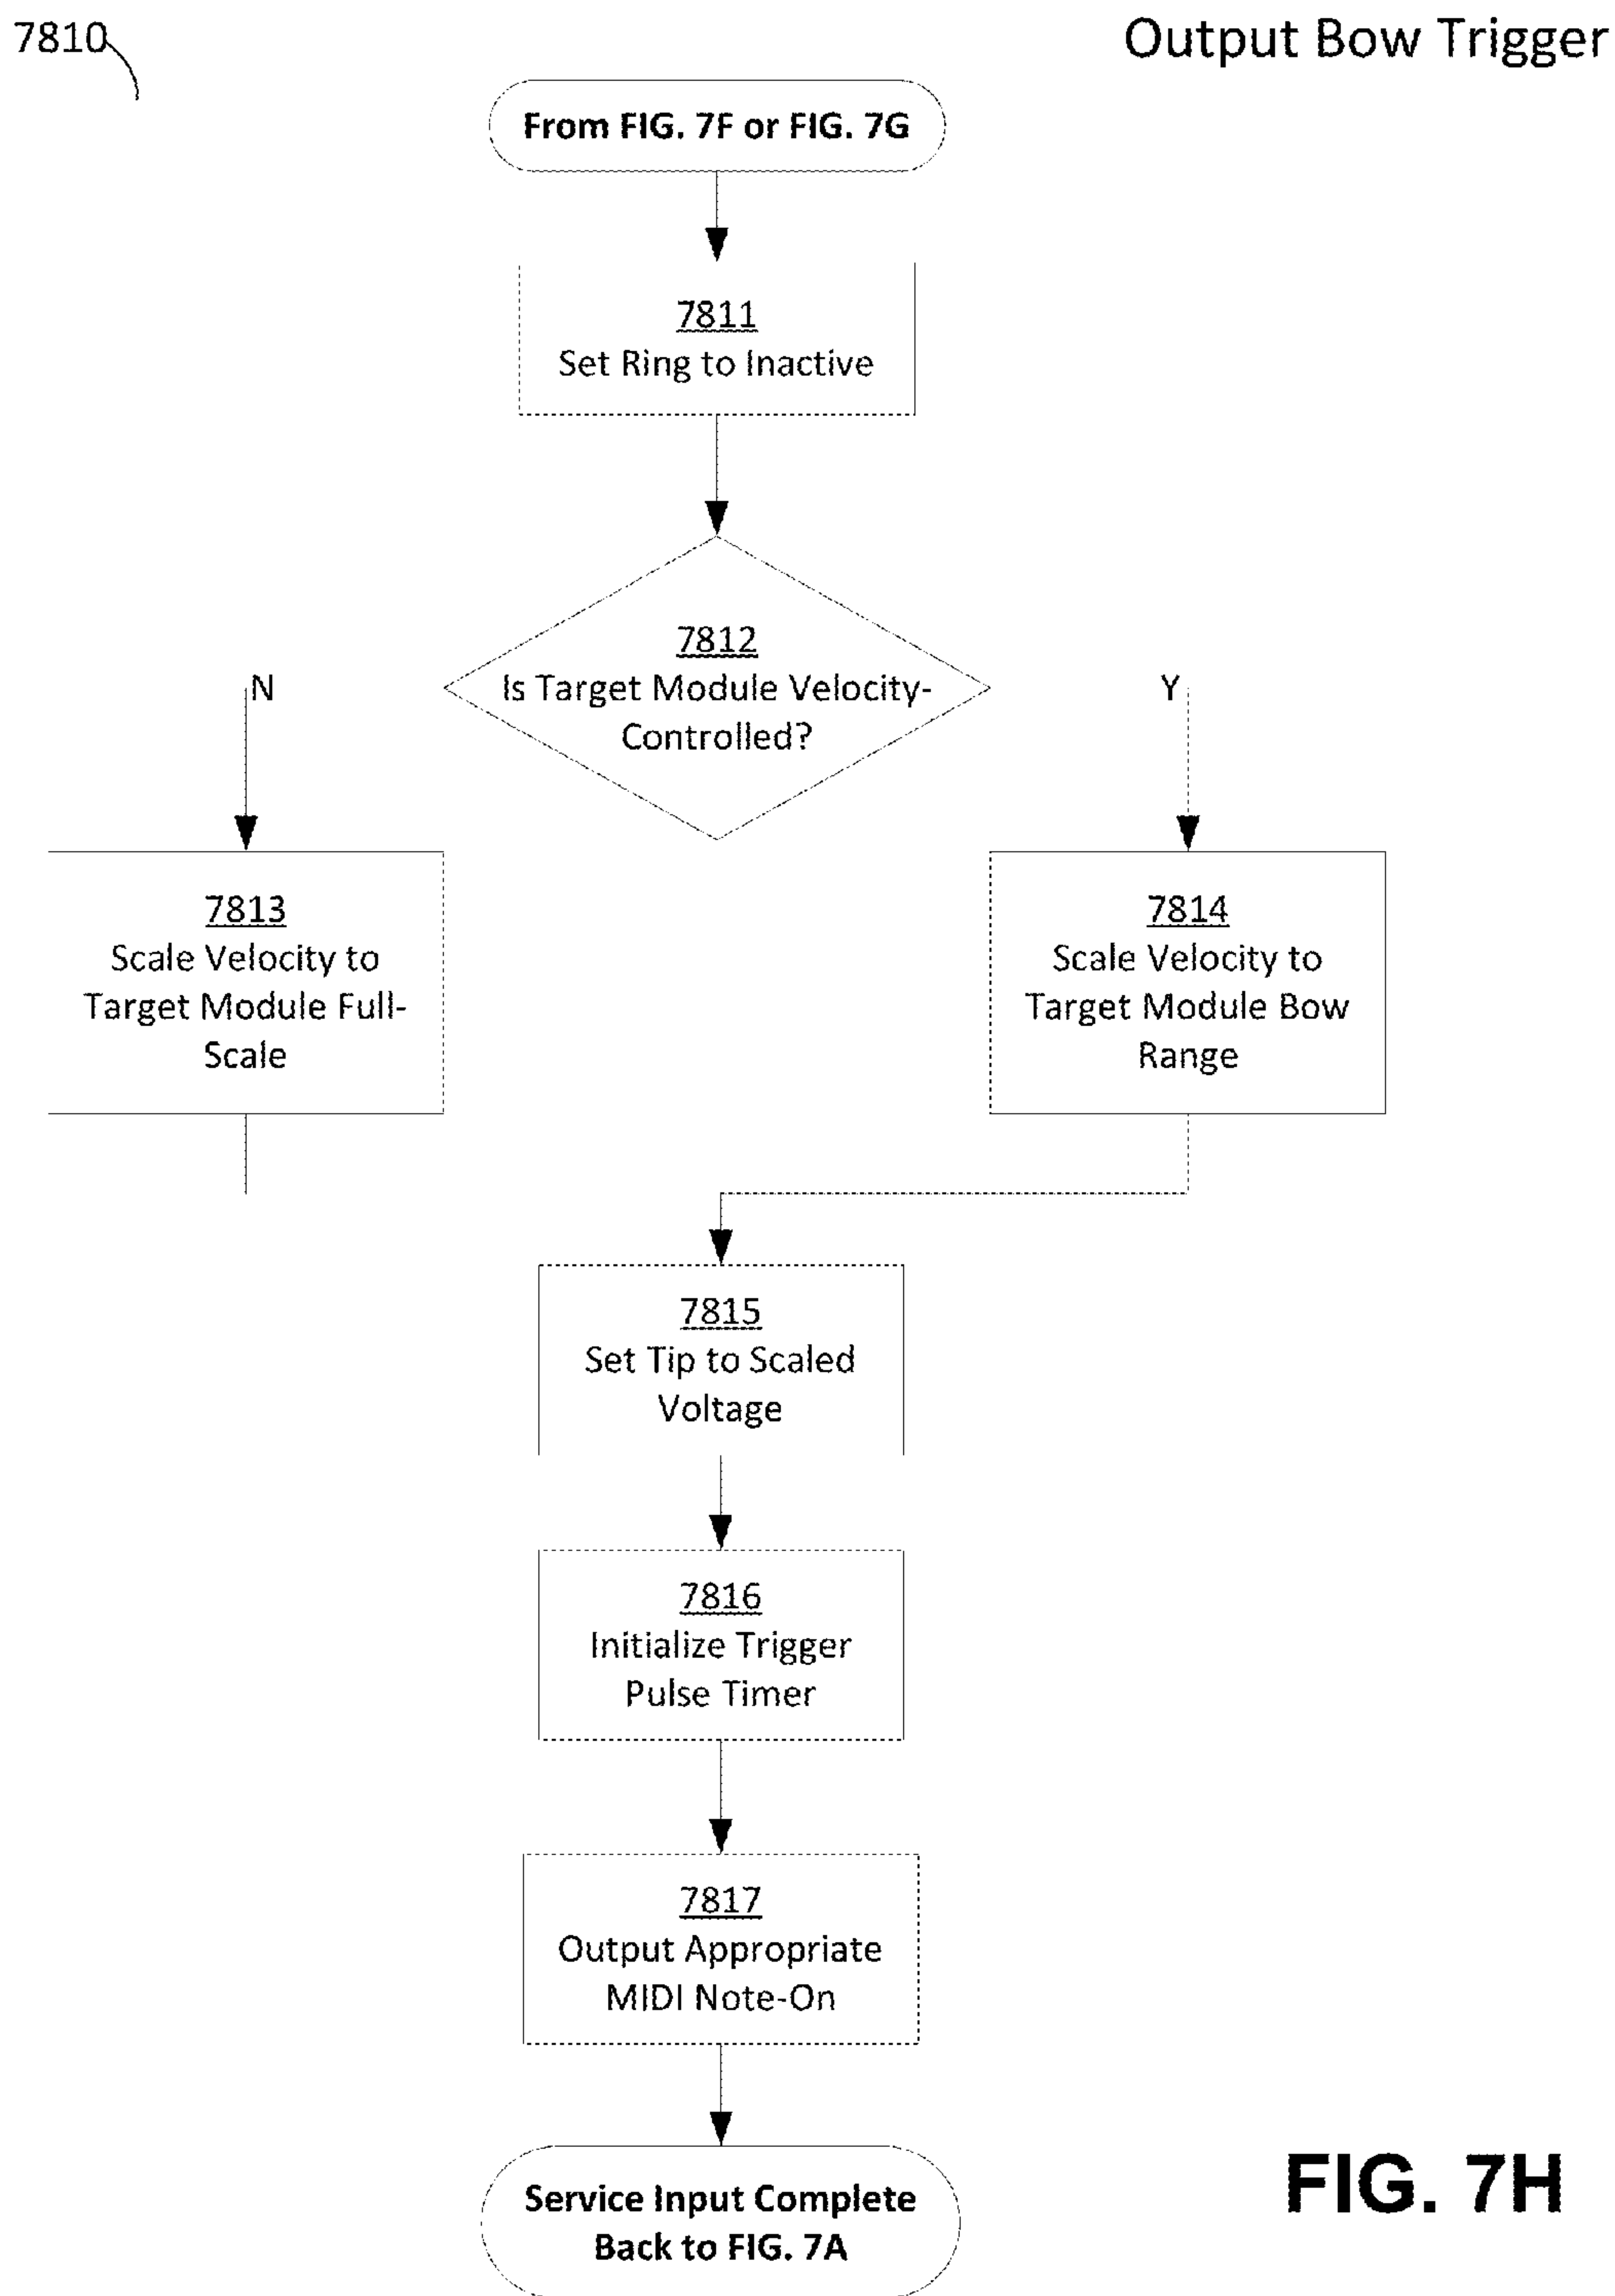 7810
Output Bow Trigger
From FIG. 7F or FIG. 7G
7811
Set Ring to Inactive
7812
Is Target Module Velocity-
Controlled?
N
Y
7813
Scale Velocity to
Target Module Full-
Scale
7814
Scale Velocity to
Target Module Bow
Range
7815
Set Tip to Scaled
Voltage
7816
Initialize Trigger
Pulse Timer
7817
Output Appropriate
MIDI Note-On
Service Input Complete
Back to FIG. 7A
FIG. 7H